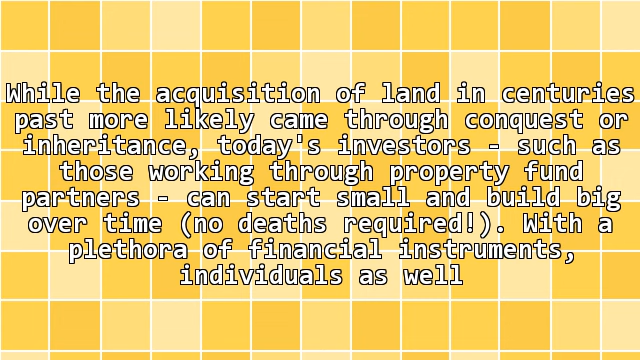 While the acquisition of land in centuries
past more likely came through conquest or
inheritance, today's investors - such as
those working through property fund
partners - can start small and build big
over time (no deaths required!). With a
plethora of financial instruments,
individuals as well